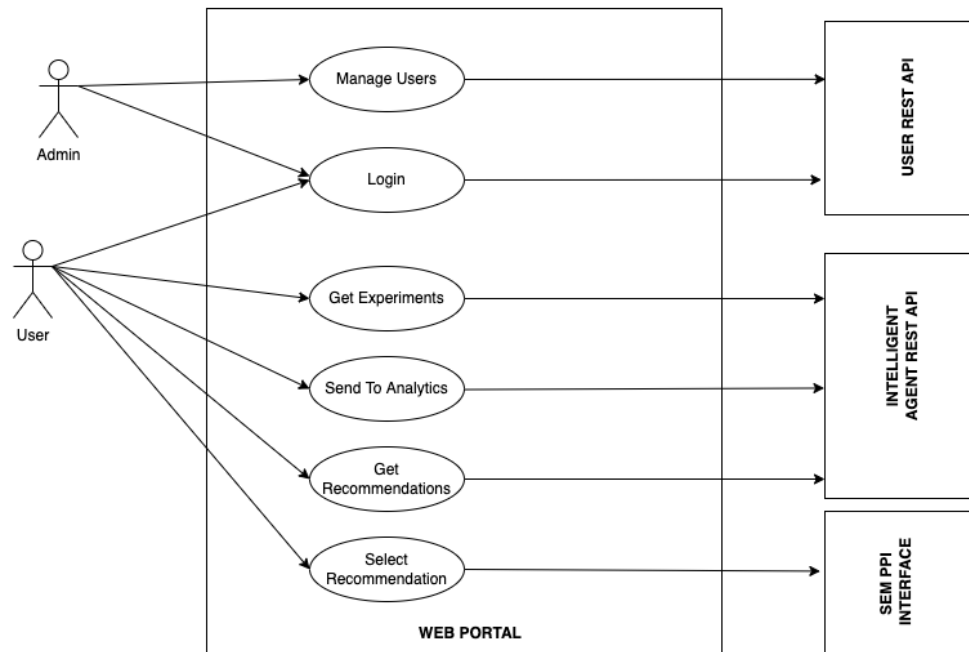 Manage Users
Admin
Login
USER REST API
User
Get Experiments
Send To Analytics
Get
Recommendations
INTELLIGENT
AGENT REST API
Select
Recommendation
SEM PPI
INTERFACE
WEB PORTAL